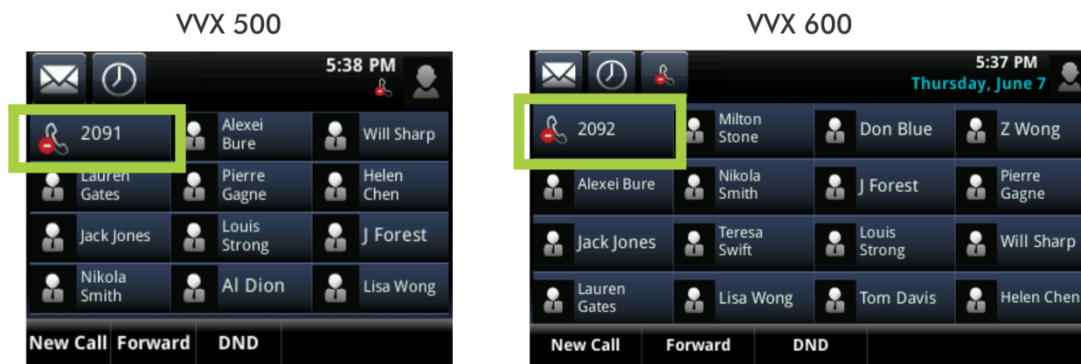 VVX 500
5:38 PM
2091
Alexei
Bure
Will Sharp
Lauren
Gates
Pierre
Gagne
Helen
Chen
Jack Jones
Louis
Strong
J Forest
Nikola
Smith
Al Dion
Lisa Wong
New Call Forward DND
VVX 600
5:37 PM
Thursday, June 7
2092
Milton
Stone
Don Blue
Z Wong
Alexei Bure
Nikola
Smith
J Forest
Pierre
Gagne
Jack Jones
Teresa
Swift
Louis
Strong
Will Sharp
Lauren
Gates
Lisa Wong
Tom Davis
Helen Chen
New Call Forward DND